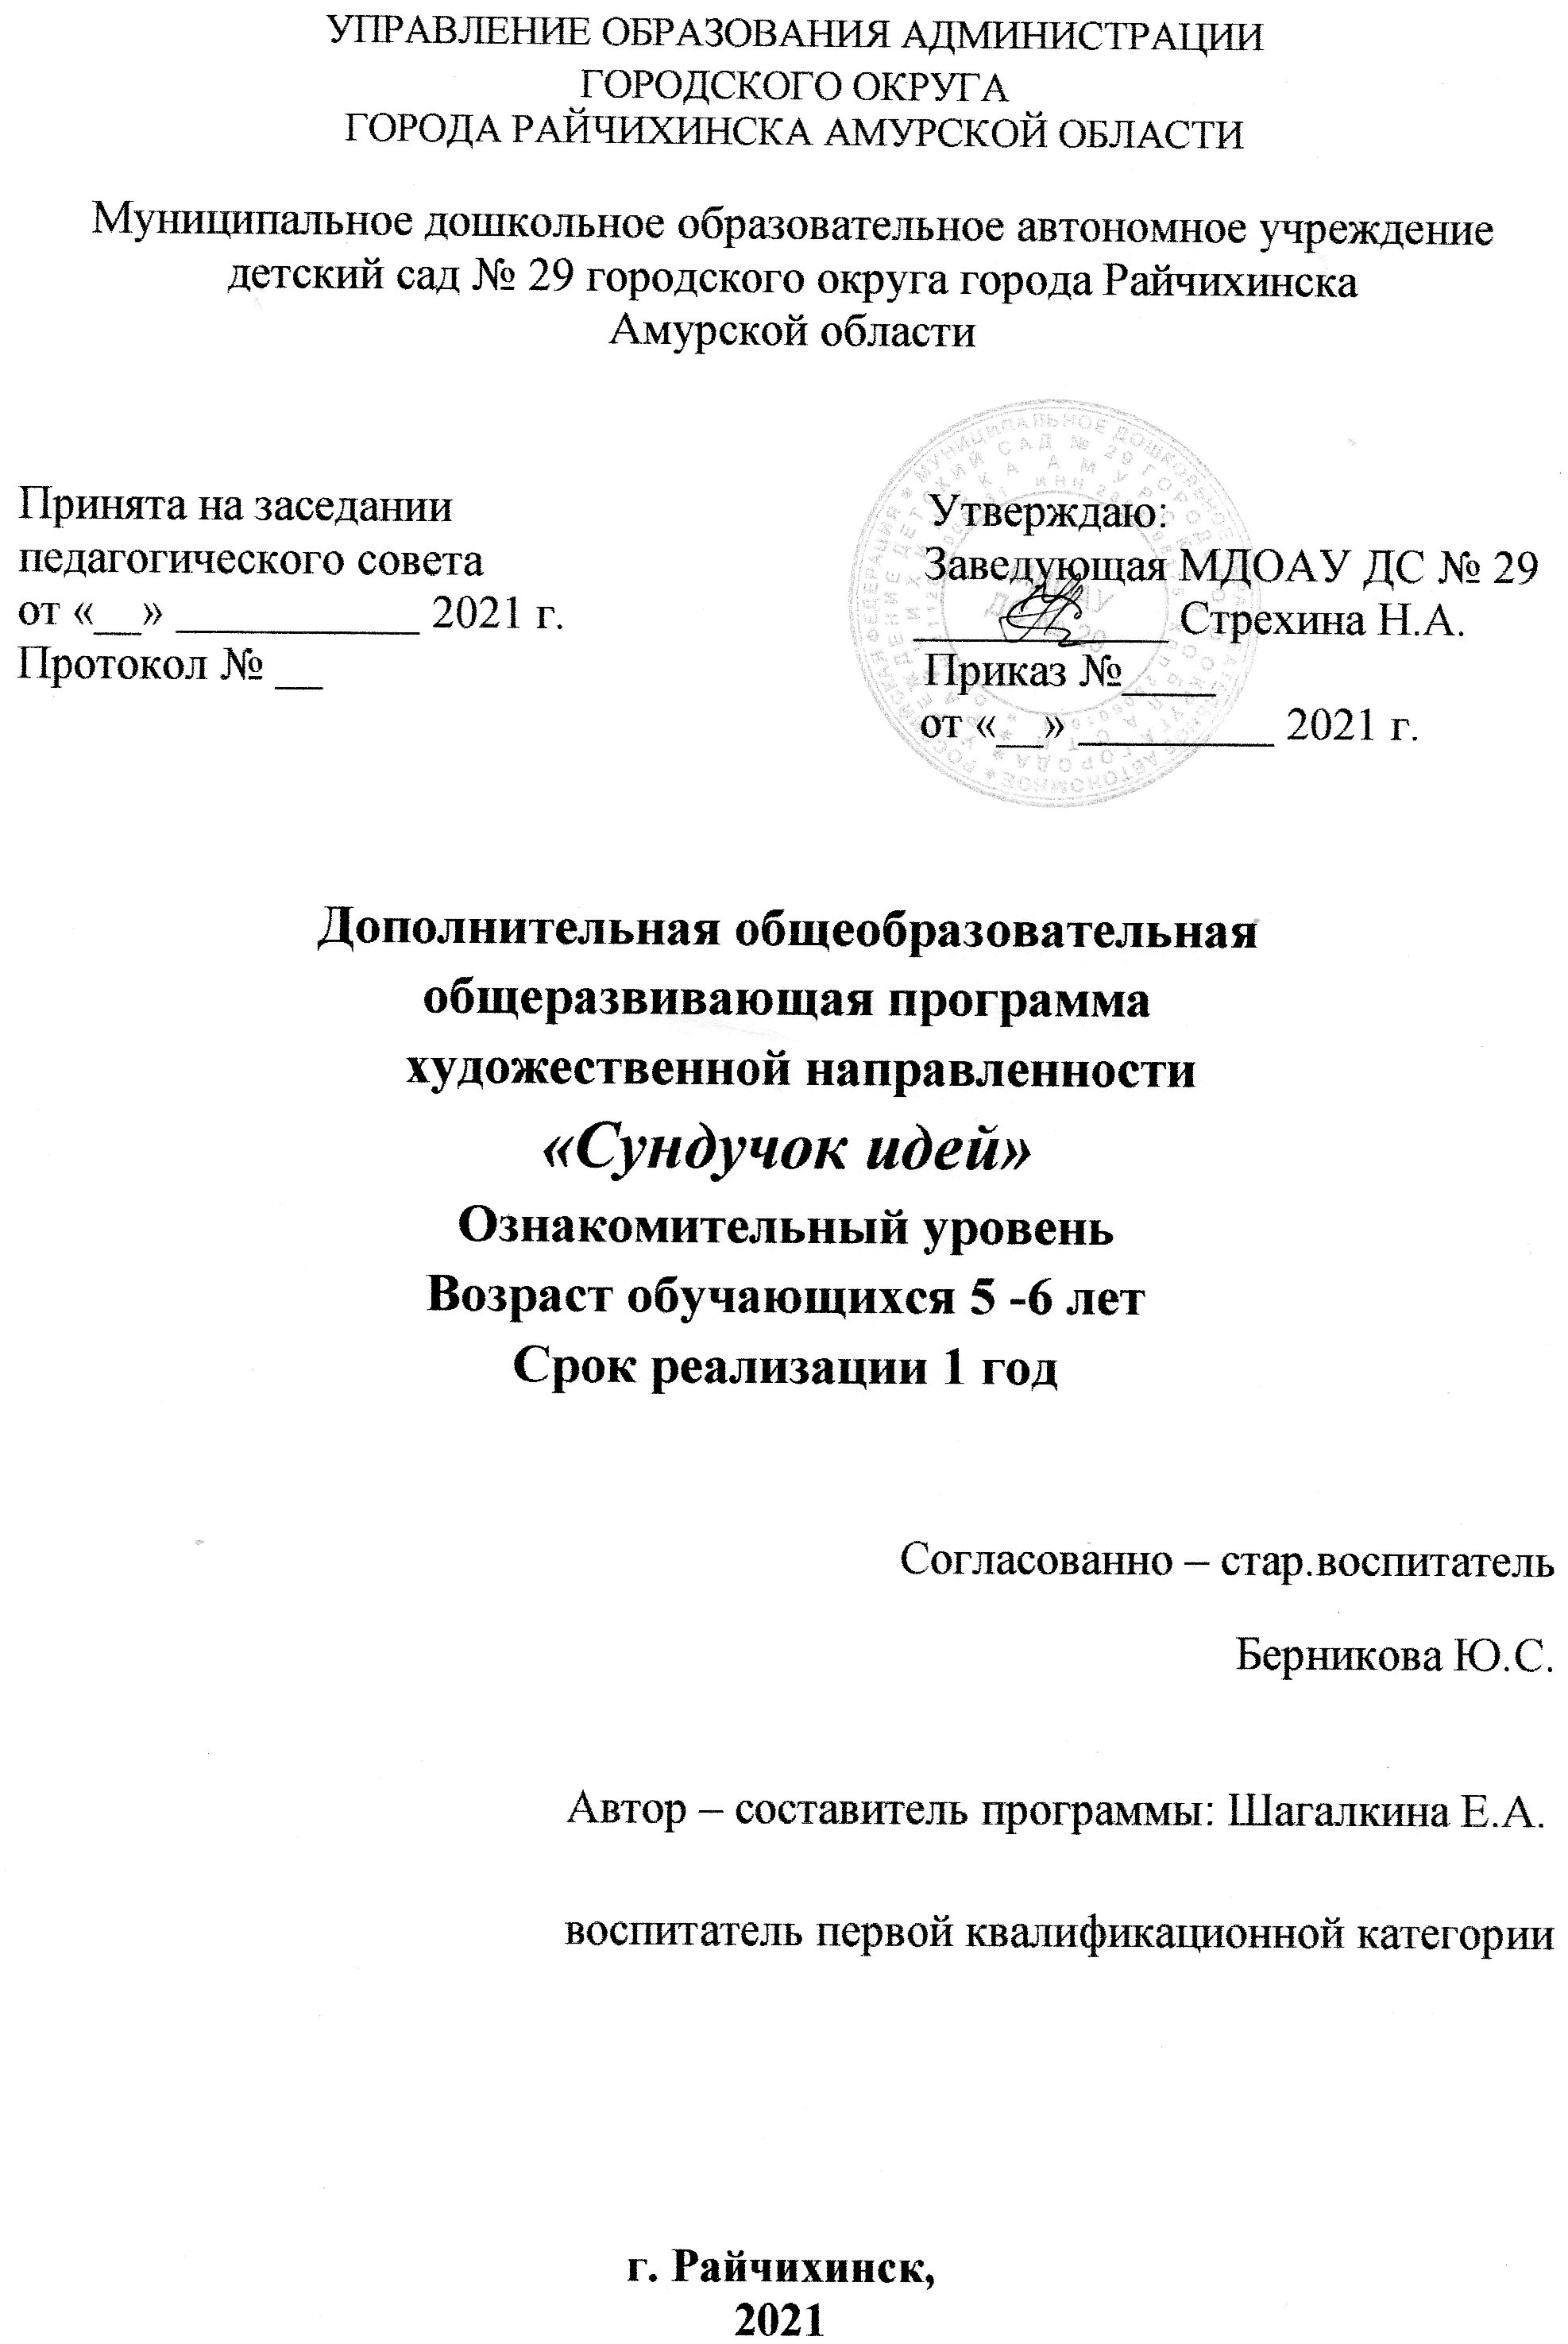 УПРАВЛЕНИЕ ОБРАЗОВАНИЯ АДМИНИСТРАЦИИ
ГОРОДСКОГО ОКРУГА
ГОРОДА РАЙЧИХИНСКА АМУРСКОЙ ОБЛАСТИ
Муниципальное дошкольное образовательное автономное учреждение
детский сад № 29 городского округа города Райчихинска
Амурской области
Принята на заседании
педагогического совета
от «__» __________ 2021 г.
Протокол № __
Утверждаю:
Заведующая МДОАУ ДС № 29
___________ Стрехина Н.А.
Приказ №____
от «__» ________ 2021 г.
Дополнительная общеобразовательная
общеразвивающая программа
художественной направленности
«Сундучок идей»
Ознакомительный уровень
Возраст обучающихся 5 -6 лет
Срок реализации 1 год
Согласованно – стар.воспитатель
Берникова Ю.С.
Автор – составитель программы: Шагалкина Е.А.
воспитатель первой квалификационной категории
г. Райчихинск,
2021